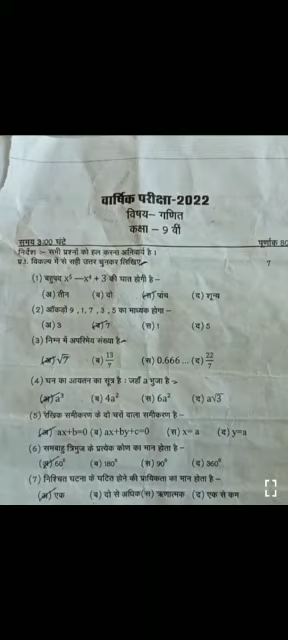 वार्षिक परीक्षा-2022
विषय- गणित
कक्षा - 9 वीं
समय 3:00 घंटे पूर्णांक 80
निर्देश :- सभी प्रश्नों को हल करना अनिवार्य है।
प्र.1- विकल्प में से सही उत्तर चुनकर लिखिए- 7
(1) बहुपद x⁵ −x⁴ + 3 की घात होगी -
(अ) तीन (ब) दो (स) पांच (द) शून्य
(2) आँकड़ों 9 , 1, 7 , 3 , 5 का माध्यक होगा -
(अ) 3 (ब) 7 (स) 1 (द) 5
(3) निम्न में अपरिमेय संख्या है-
(अ) √7 (ब) 13/7 (स) 0.666 ... (द) 22/7
(4) घन का आयतन का सूत्र है । जहाँ a भुजा है -
(अ) a³ (ब) 4a² (स) 6a² (द) a√3
(5) रैखिक समीकरण के दो चरों वाला समीकरण है -
(अ) ax+b=0 (ब) ax+by+c=0 (स) x= a (द) y=a
(6) समबाहु त्रिभुज के प्रत्येक कोण का मान होता है -
(अ) 60⁰ (ब) 180⁰ (स) 90⁰ (द) 360⁰
(7) निश्चित घटना के घटित होने की प्रायिकता का मान होता है -
(अ) एक (ब) दो से अधिक (स) ऋणात्मक (द) एक से कम